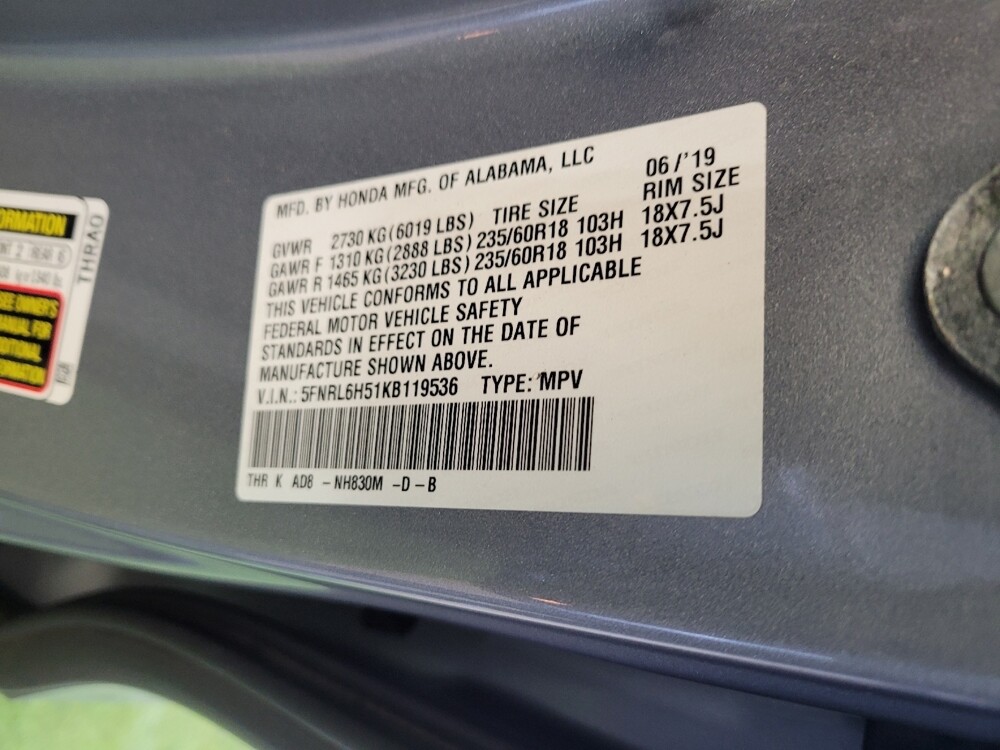 MFD. BY HONDA MFG. OF ALABAMA, LLC 06/'19
GVWR 2730 KG (6019 LBS) TIRE SIZE RIM SIZE
GAWR F 1310 KG (2888 LBS) 235/60R18 103H 18X7.5J
GAWR R 1465 KG (3230 LBS) 235/60R18 103H 18X7.5J
THIS VEHICLE CONFORMS TO ALL APPLICABLE
FEDERAL MOTOR VEHICLE SAFETY
STANDARDS IN EFFECT ON THE DATE OF
MANUFACTURE SHOWN ABOVE.
V.I.N.: 5FNRL6H51KB119536 TYPE: MPV
THR K AD8 -NH830M -D-B
THRAO